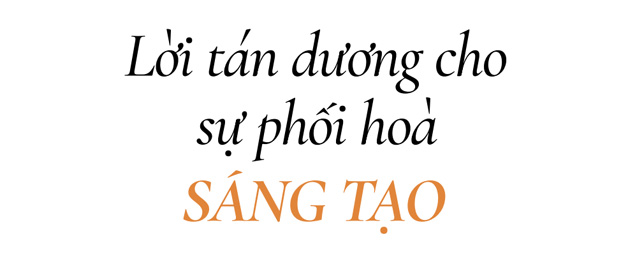 Lời tán dương cho
sự phối hoà
SÁNG TẠO